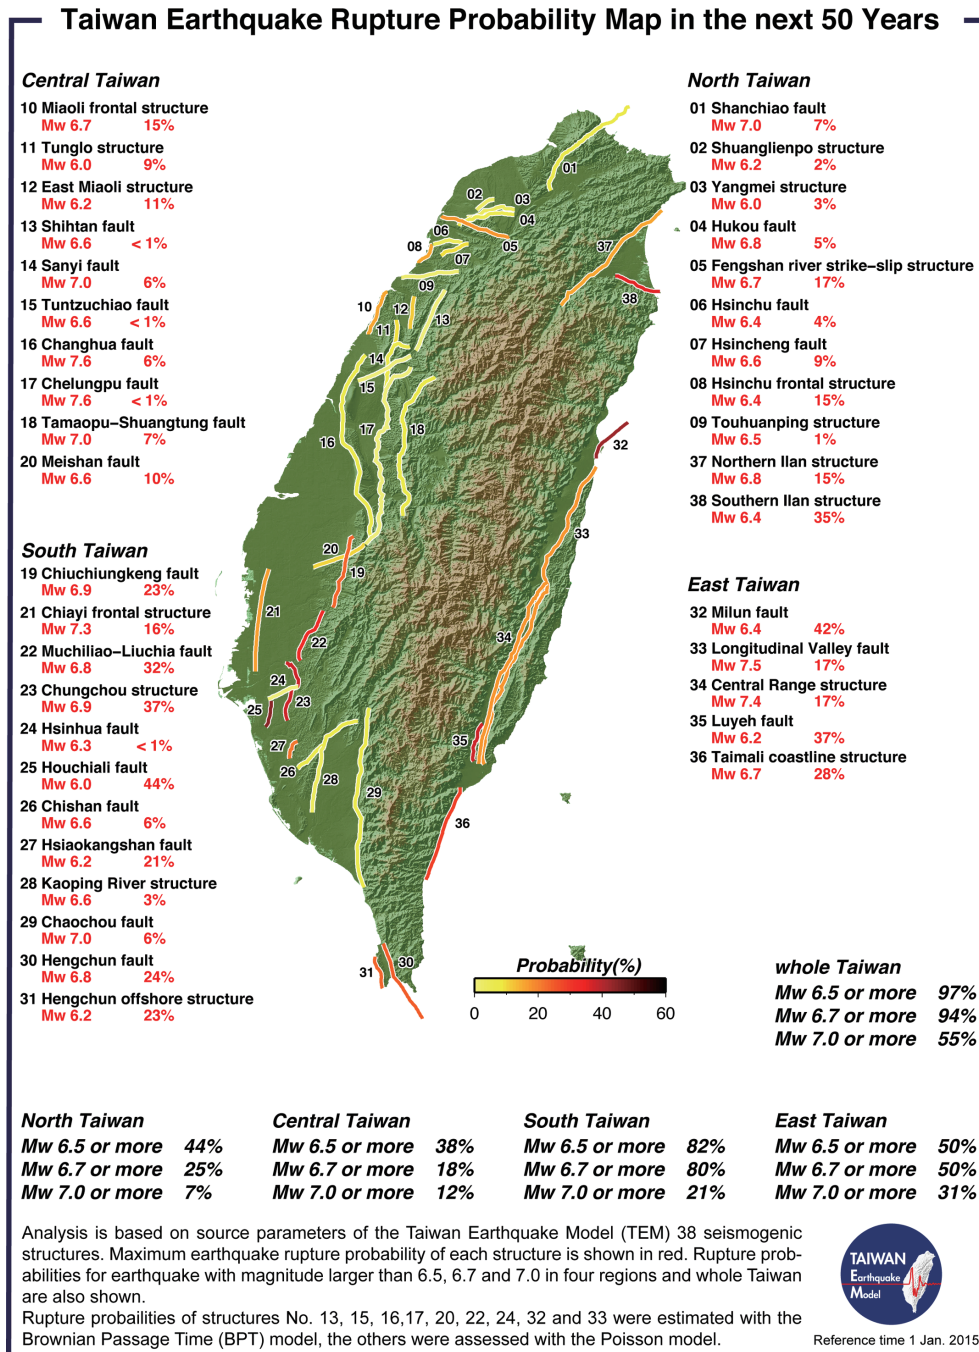 Taiwan Earthquake Rupture Probability Map in the next 50 Years
Central Taiwan
10 Miaoli frontal structure
Mw 6.7 15%
11 Tunglo structure
Mw 6.0 9%
12 East Miaoli structure
Mw 6.2 11%
13 Shihtan fault
Mw 6.6 < 1%
14 Sanyi fault
Mw 7.0 6%
15 Tuntzuchiao fault
Mw 6.6 < 1%
16 Changhua fault
Mw 7.6 6%
17 Chelungpu fault
Mw 7.6 < 1%
18 Tamaopu–Shuangtung fault
Mw 7.0 7%
20 Meishan fault
Mw 6.6 10%
South Taiwan
19 Chiuchiungkeng fault
Mw 6.9 23%
21 Chiayi frontal structure
Mw 7.3 16%
22 Muchiliao–Liuchia fault
Mw 6.8 32%
23 Chungchou structure
Mw 6.9 37%
24 Hsinhua fault
Mw 6.3 < 1%
25 Houchiali fault
Mw 6.0 44%
26 Chishan fault
Mw 6.6 6%
27 Hsiaokangshan fault
Mw 6.2 21%
28 Kaoping River structure
Mw 6.6 3%
29 Chaochou fault
Mw 7.0 6%
30 Hengchun fault
Mw 6.8 24%
31 Hengchun offshore structure
Mw 6.2 23%
North Taiwan
01 Shanchiao fault
Mw 7.0 7%
02 Shuanglienpo structure
Mw 6.2 2%
03 Yangmei structure
Mw 6.0 3%
04 Hukou fault
Mw 6.8 5%
05 Fengshan river strike–slip structure
Mw 6.7 17%
06 Hsinchu fault
Mw 6.4 4%
07 Hsincheng fault
Mw 6.6 9%
08 Hsinchu frontal structure
Mw 6.4 15%
09 Touhuanping structure
Mw 6.5 1%
37 Northern Ilan structure
Mw 6.8 15%
38 Southern Ilan structure
Mw 6.4 35%
East Taiwan
32 Milun fault
Mw 6.4 42%
33 Longitudinal Valley fault
Mw 7.5 17%
34 Central Range structure
Mw 7.4 17%
35 Luyeh fault
Mw 6.2 37%
36 Taimali coastline structure
Mw 6.7 28%
01
02
03
04
05
06
07
08
09
37
38
10
11
12
13
14
15
16
17
18
32
33
20
19
21
22
34
24
23
25
27
26
28
29
35
36
31
30
Probability(%)
0 20 40 60
whole Taiwan
Mw 6.5 or more 97%
Mw 6.7 or more 94%
Mw 7.0 or more 55%
North Taiwan
Mw 6.5 or more 44%
Mw 6.7 or more 25%
Mw 7.0 or more 7%
Central Taiwan
Mw 6.5 or more 38%
Mw 6.7 or more 18%
Mw 7.0 or more 12%
South Taiwan
Mw 6.5 or more 82%
Mw 6.7 or more 80%
Mw 7.0 or more 21%
East Taiwan
Mw 6.5 or more 50%
Mw 6.7 or more 50%
Mw 7.0 or more 31%
Analysis is based on source parameters of the Taiwan Earthquake Model (TEM) 38 seismogenic
structures. Maximum earthquake rupture probability of each structure is shown in red. Rupture prob-
abilities for earthquake with magnitude larger than 6.5, 6.7 and 7.0 in four regions and whole Taiwan
are also shown.
Rupture probailities of structures No. 13, 15, 16,17, 20, 22, 24, 32 and 33 were estimated with the
Brownian Passage Time (BPT) model, the others were assessed with the Poisson model.
TAIWAN
Earthquake
Model
Reference time 1 Jan. 2015